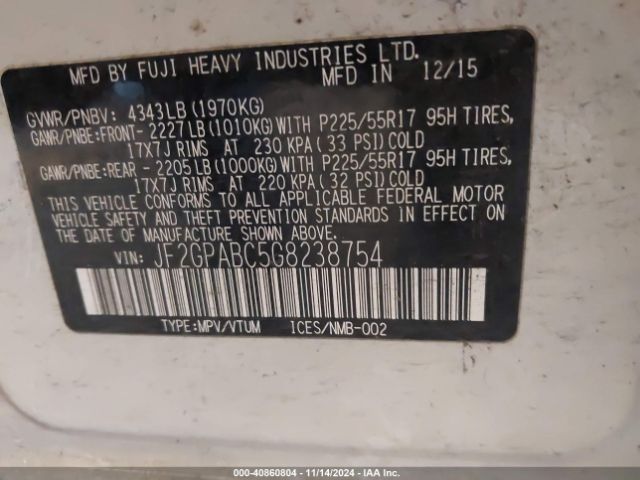 MFD BY FUJI HEAVY INDUSTRIES LTD.
MFD IN 12/15
GVWR/PNBV: 4343LB (1970KG)
GAWR/PNBE:FRONT- 2227LB (1010KG) WITH P225/55R17 95H TIRES,
17X7J RIMS AT 230 KPA (33 PSI) COLD
GAWR/PNBE:REAR - 2205LB (1000KG) WITH P225/55R17 95H TIRES,
17X7J RIMS AT 220 KPA (32 PSI) COLD
THIS VEHICLE CONFORMS TO ALL APPLICABLE FEDERAL MOTOR
VEHICLE SAFETY AND THEFT PREVENTION STANDARDS IN EFFECT ON
THE DATE OF MANUFACTURE SHOWN ABOVE.
VIN: JF2GPABC5G8238754
TYPE:MPV/VTUM ICES/NMB-002
000-40860804 - 11/14/2024 - IAA Inc.